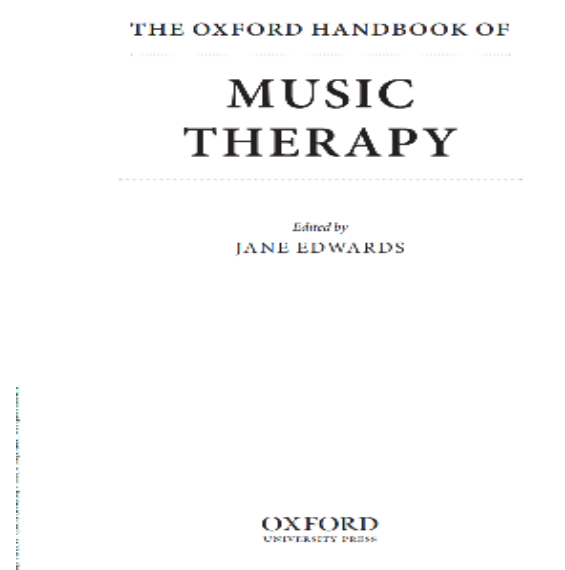 THE OXFORD HANDBOOK OF
MUSIC
THERAPY
Edited by
JANE EDWARDS
OXFORD
UNIVERSITY PRESS